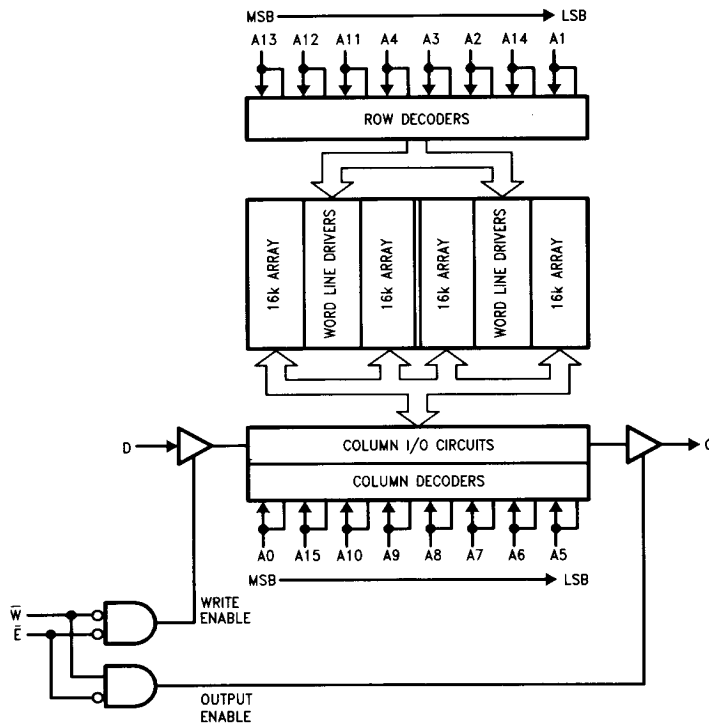 MSB LSB
A13 A12 A11 A4 A3 A2 A14 A1
ROW DECODERS
16k ARRAY
WORD LINE DRIVERS
16k ARRAY
16k ARRAY
WORD LINE DRIVERS
16k ARRAY
D
COLUMN I/O CIRCUITS
COLUMN DECODERS
A0 A15 A10 A9 A8 A7 A6 A5
MSB LSB
W̅
E̅
WRITE
ENABLE
OUTPUT
ENABLE